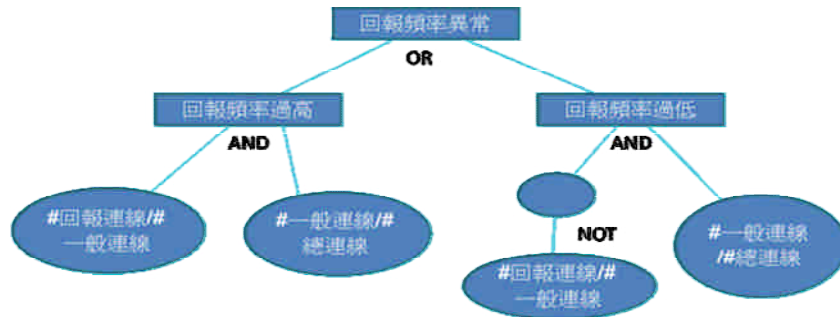 回報頻率異常
OR
回報頻率過高
回報頻率過低
AND
AND
#回報連線/#
一般連線
#一般連線/#
總連線
NOT
#回報連線/#
一般連線
#一般連線
/#總連線